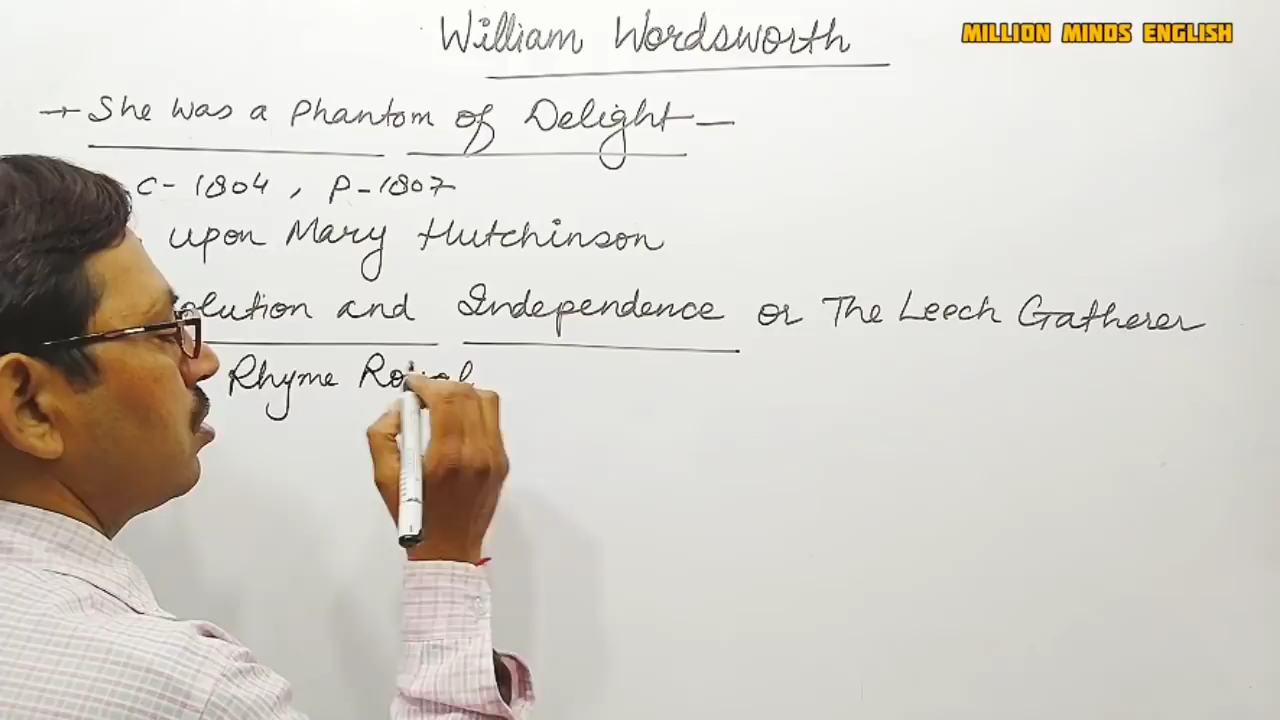 William Wordsworth
MILLION MINDS ENGLISH
→ She was a Phantom of Delight —
C - 1804 , P - 1807
upon Mary Hutchinson
olution and Independence or The Leech Gatherer
Rhyme